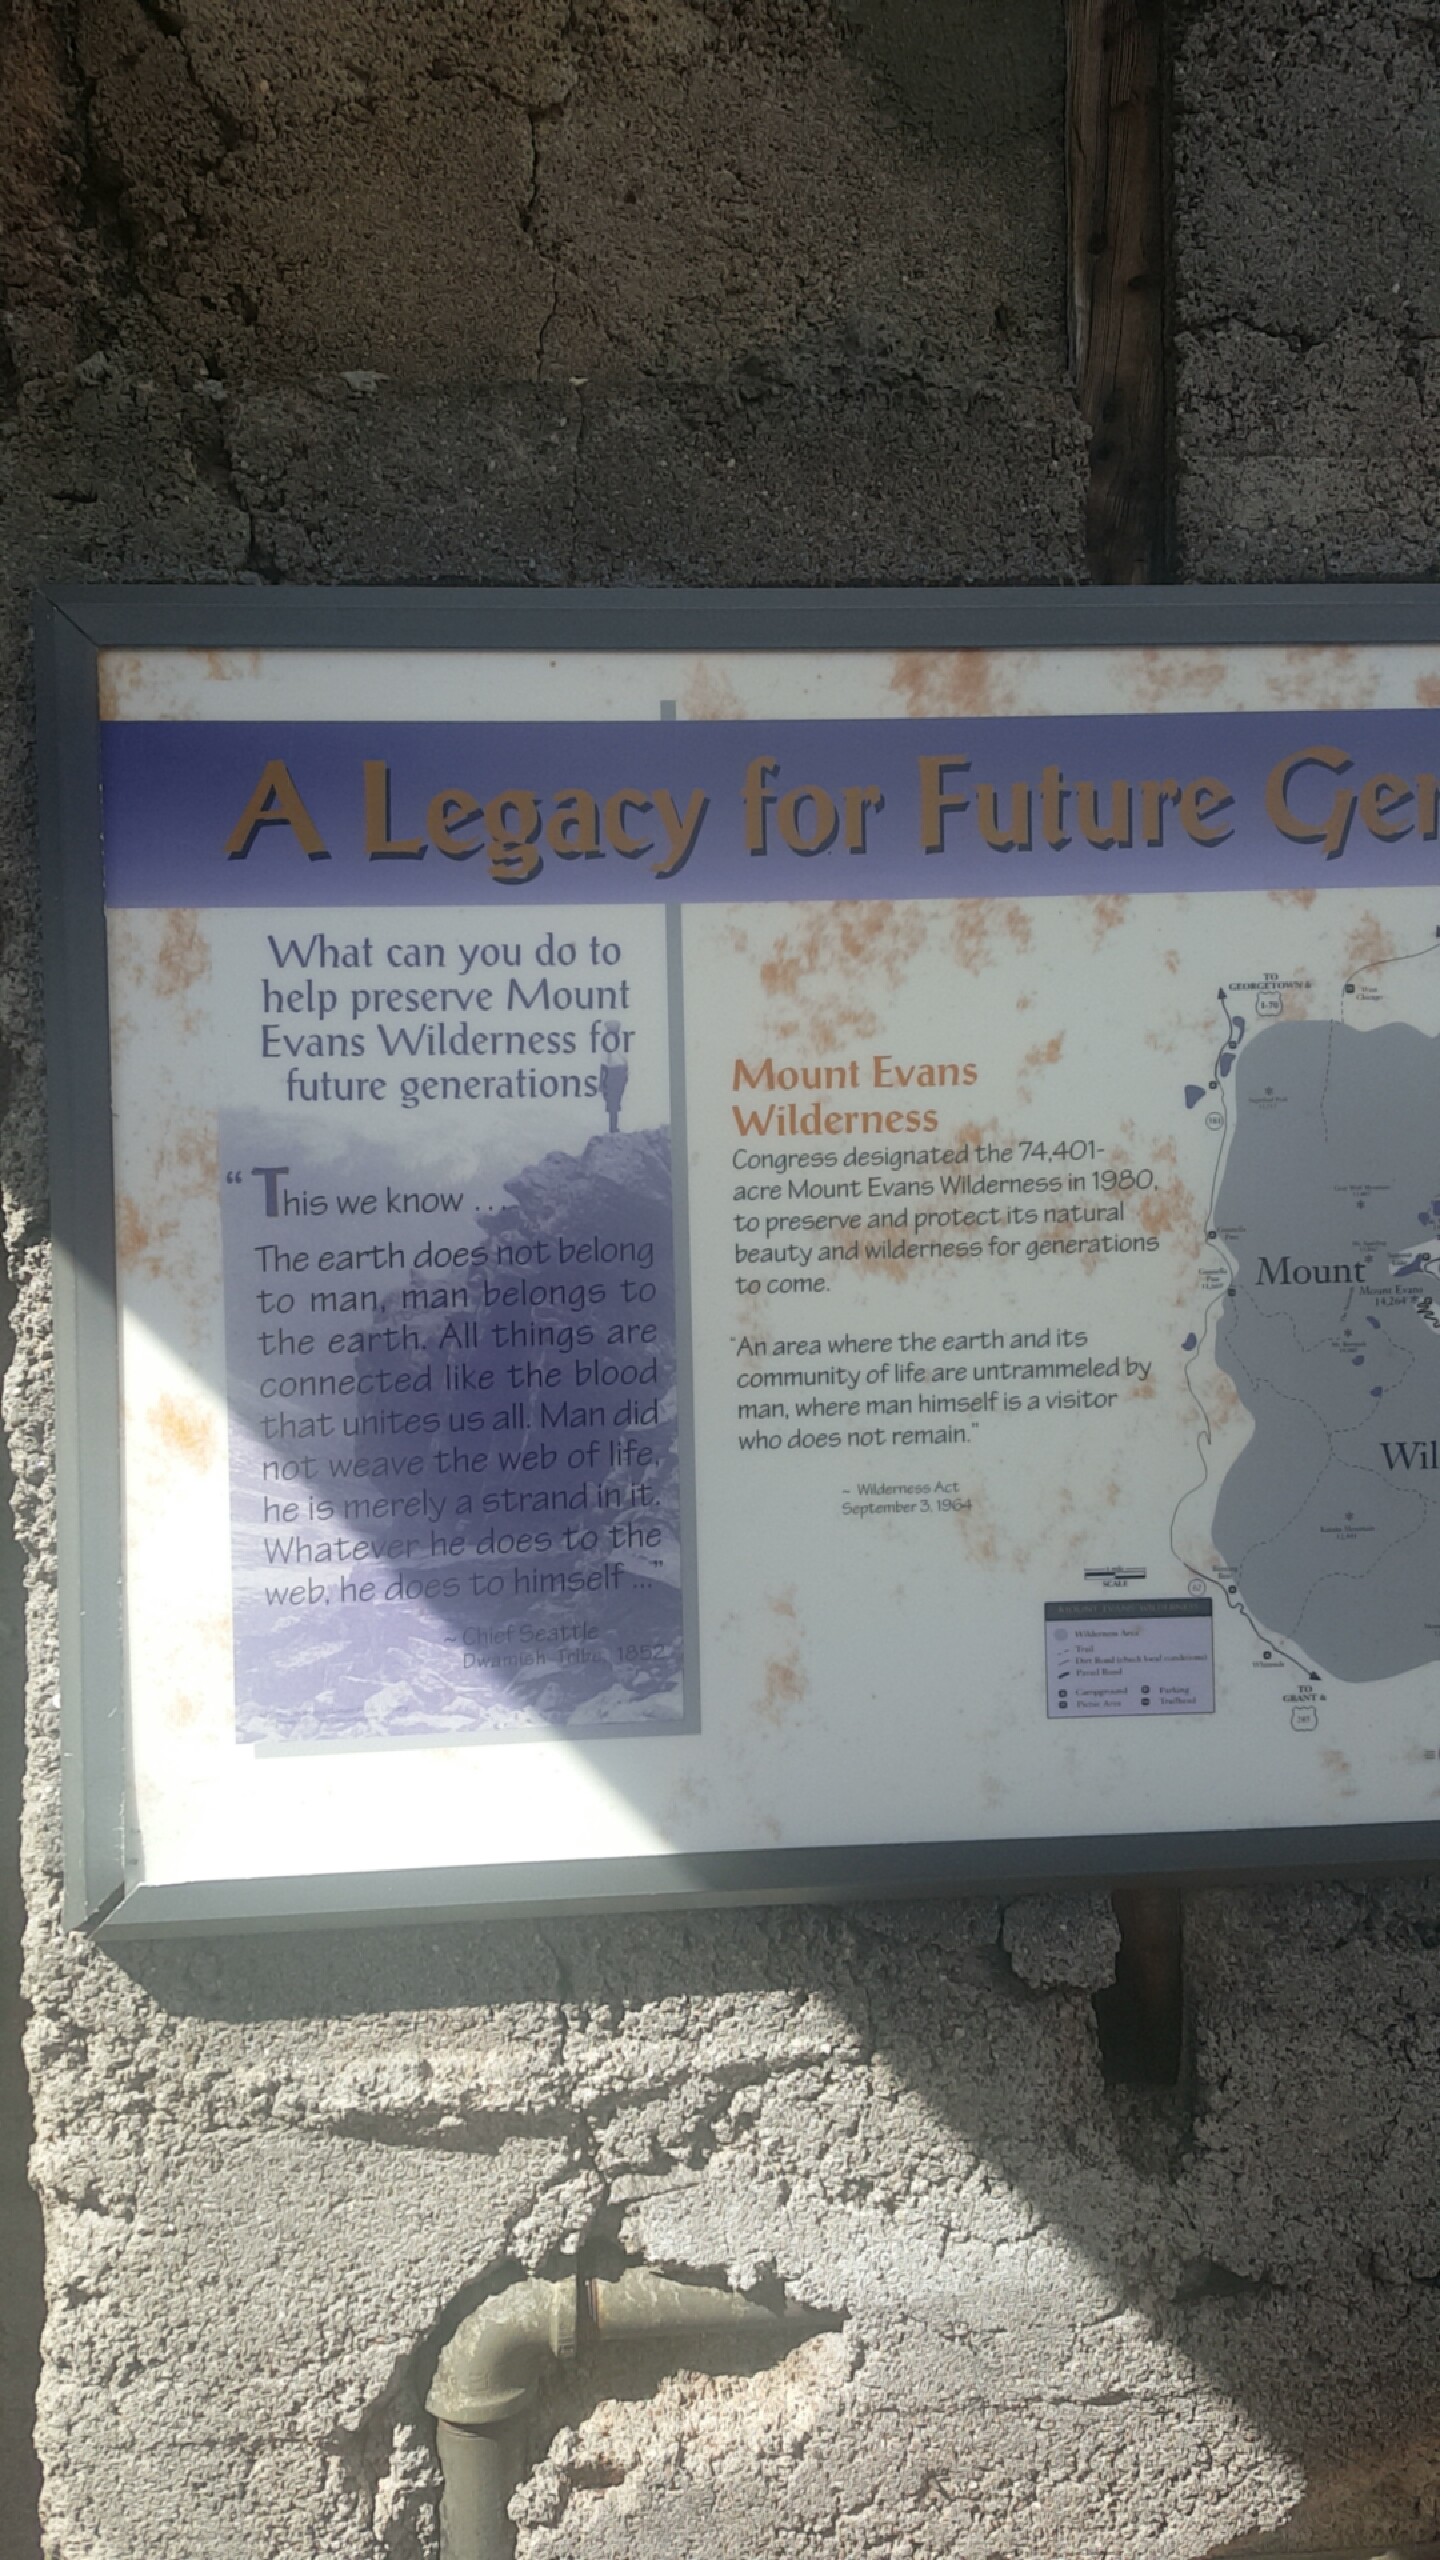 A Legacy for Future Gen
What can you do to
help preserve Mount
Evans Wilderness for
future generations
“This we know ...
The earth does not belong
to man, man belongs to
the earth. All things are
connected like the blood
that unites us all. Man did
not weave the web of life,
he is merely a strand in it.
Whatever he does to the
web, he does to himself ...”
~ Chief Seattle
Dwamish Tribe, 1852
Mount Evans
Wilderness
Congress designated the 74,401-
acre Mount Evans Wilderness in 1980,
to preserve and protect its natural
beauty and wilderness for generations
to come.
"An area where the earth and its
community of life are untrammeled by
man, where man himself is a visitor
who does not remain."
~ Wilderness Act
September 3, 1964
TO
GEORGETOWN &
I-70
West
Chicago
Mount
Mount Evans
14,264'
Wil
SCALE
62
MOUNT EVANS WILDERNESS
Wilderness Area
Trail
Dirt Road (check local conditions)
Paved Road
Campground
Parking
Picnic Area
Trailhead
TO
GRANT &
285